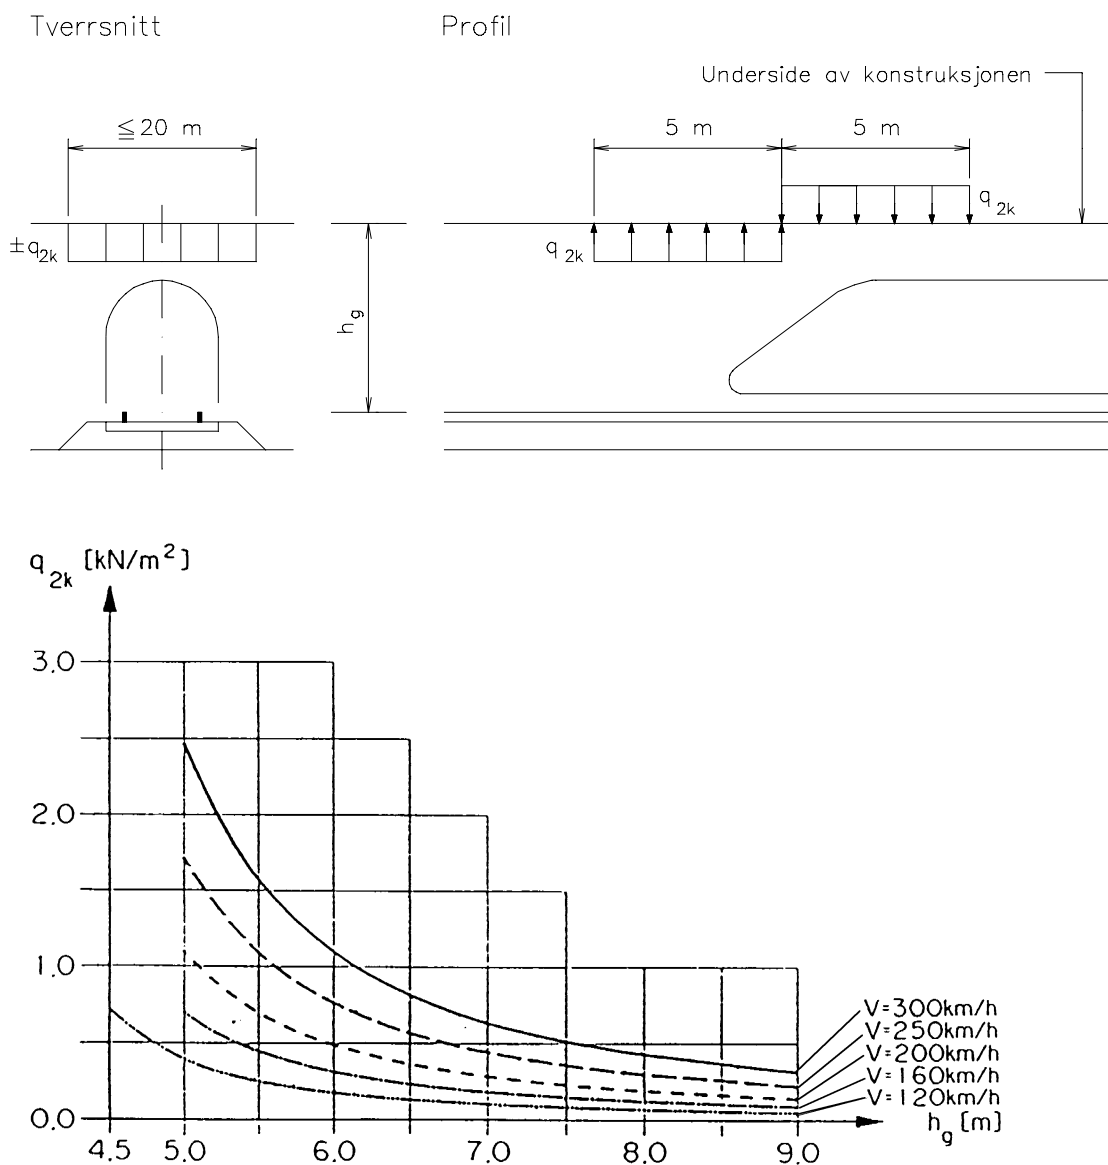 Tverrsnitt
Profil
Underside av konstruksjonen
≦20 m
5 m
5 m
q2k
±q2k
q2k
hg
q2k [kN/m²]
3.0
2.0
1.0
0.0
V=300km/h
V=250km/h
V=200km/h
V=160km/h
V=120km/h
hg [m]
4.5 5.0 6.0 7.0 8.0 9.0